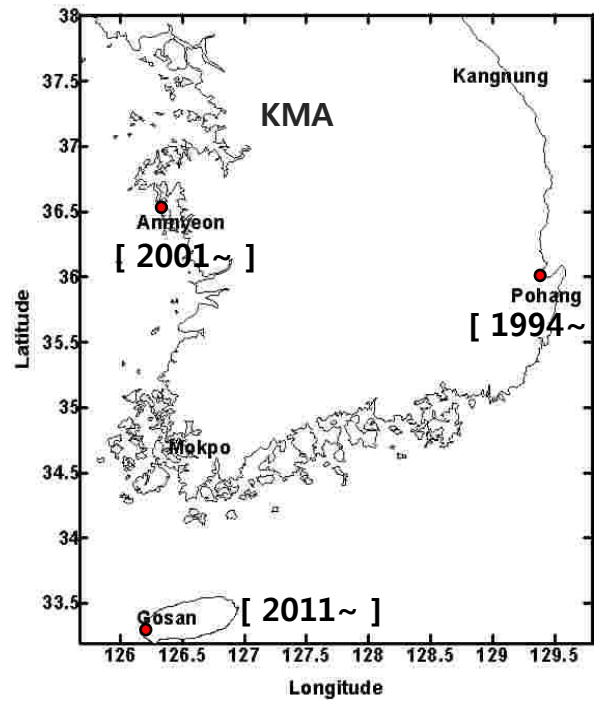 38
Kangnung
37.5
KMA
37
36.5
Anmyeon
[ 2001~ ]
36
Pohang
[ 1994~
35.5
Latitude
35
Mokpo
34.5
34
33.5
Gosan
[ 2011~ ]
126 126.5 127 127.5 128 128.5 129 129.5
Longitude